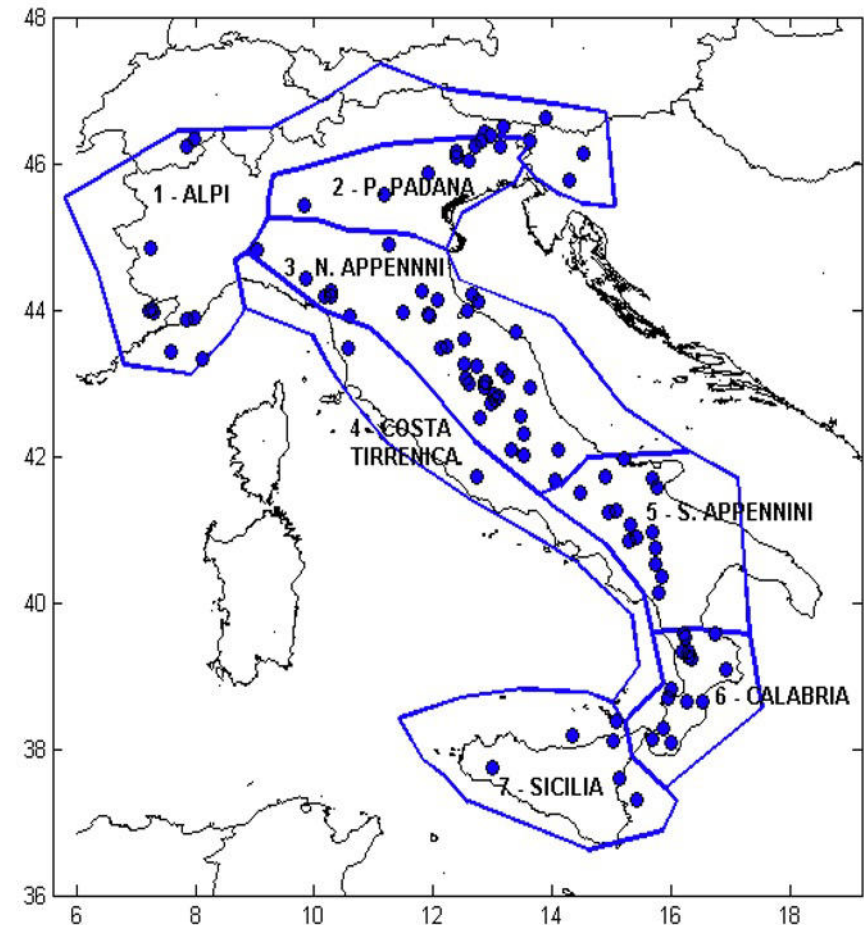 48
46
44
42
40
38
36
6
8
10
12
14
16
18
1 - ALPI
2 - P. PADANA
3 N. APPENNNI
4 - COSTA
TIRRENICA
5 - S. APPENNINI
6 - CALABRIA
7 - SICILIA